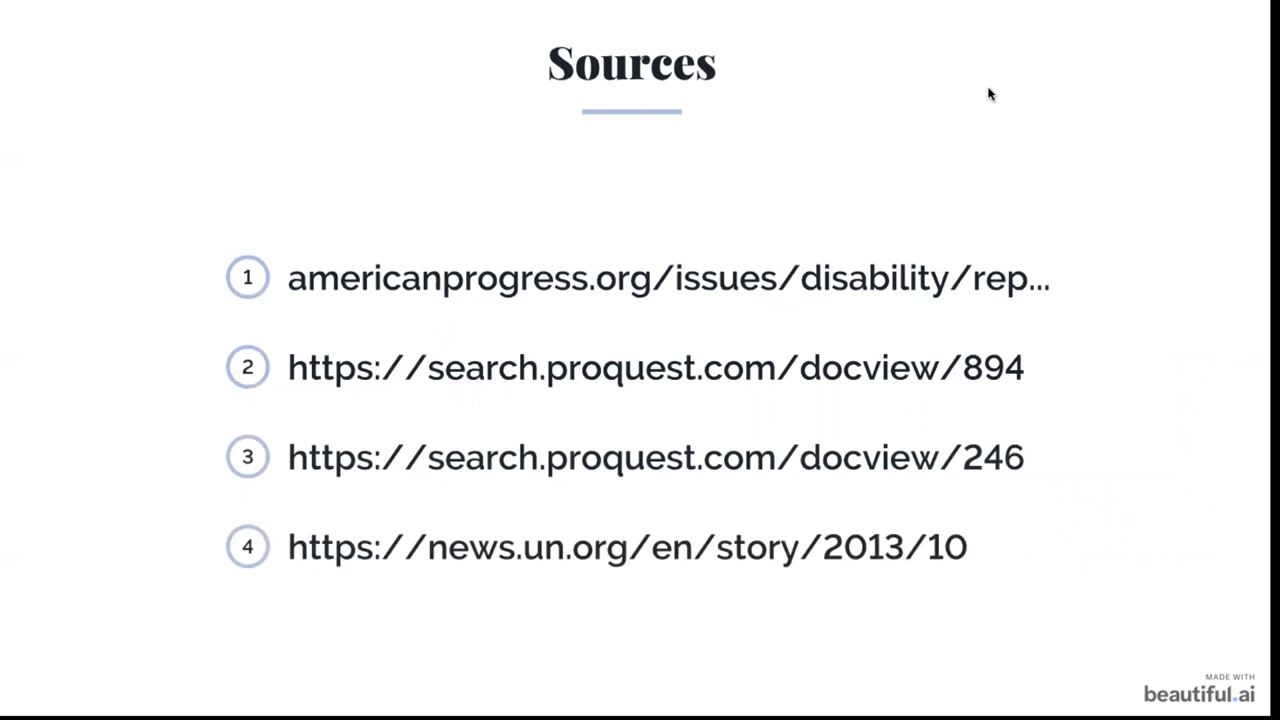 Sources
1 americanprogress.org/issues/disability/rep...
2 https://search.proquest.com/docview/894
3 https://search.proquest.com/docview/246
4 https://news.un.org/en/story/2013/10
MADE WITH
beautiful.ai